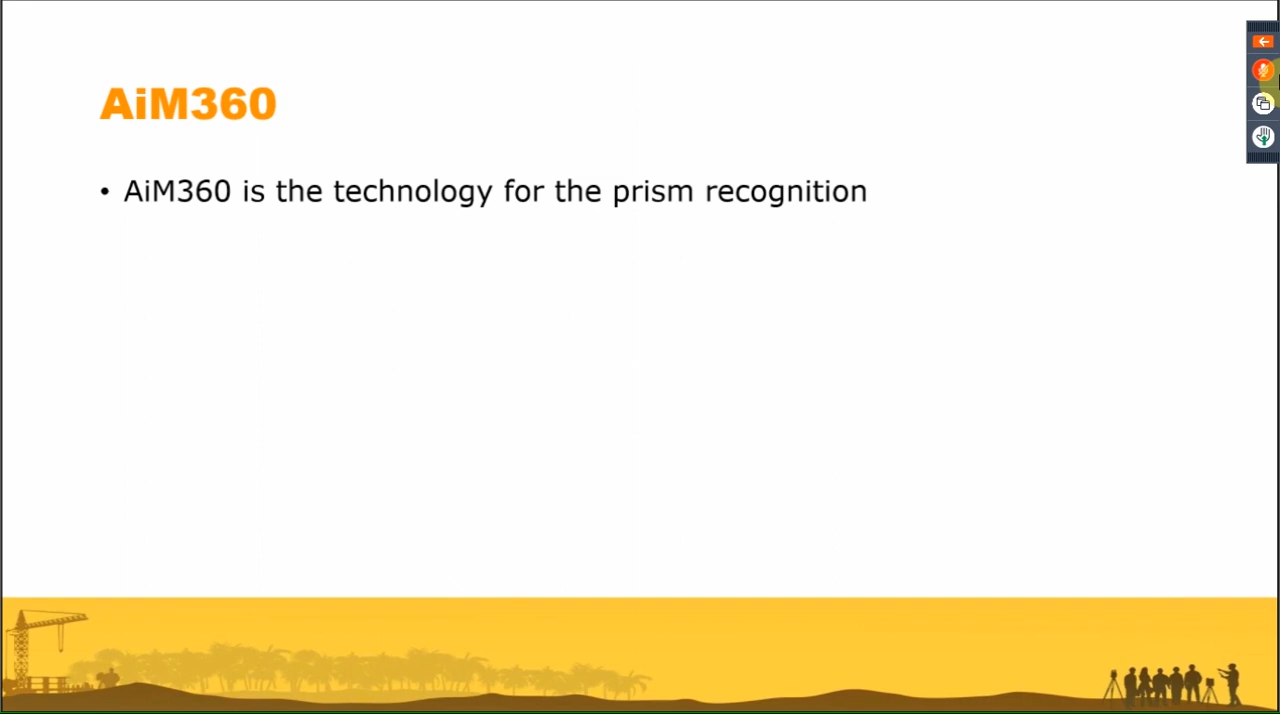 AiM360
• AiM360 is the technology for the prism recognition